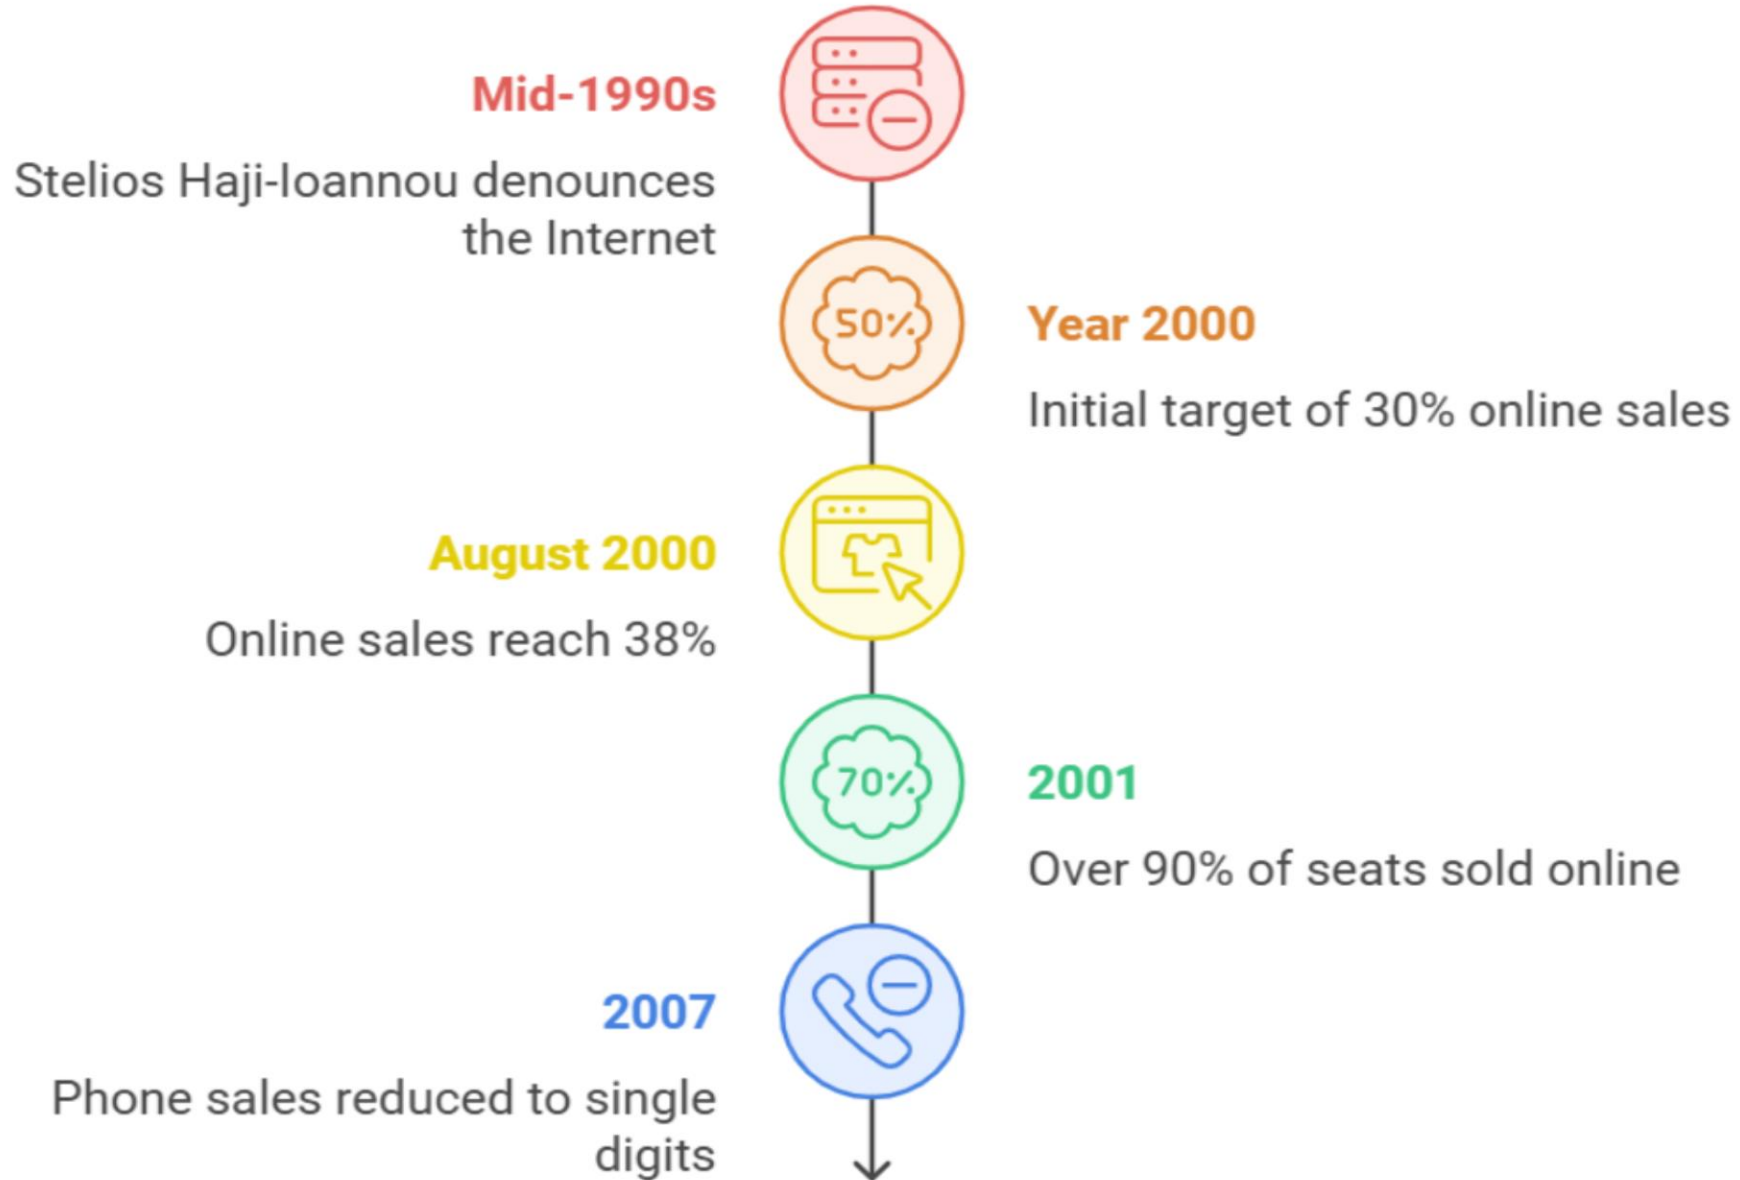 Mid-1990s
Stelios Haji-Ioannou denounces
the Internet
50%
Year 2000
Initial target of 30% online sales
August 2000
Online sales reach 38%
70%
2001
Over 90% of seats sold online
2007
Phone sales reduced to single
digits